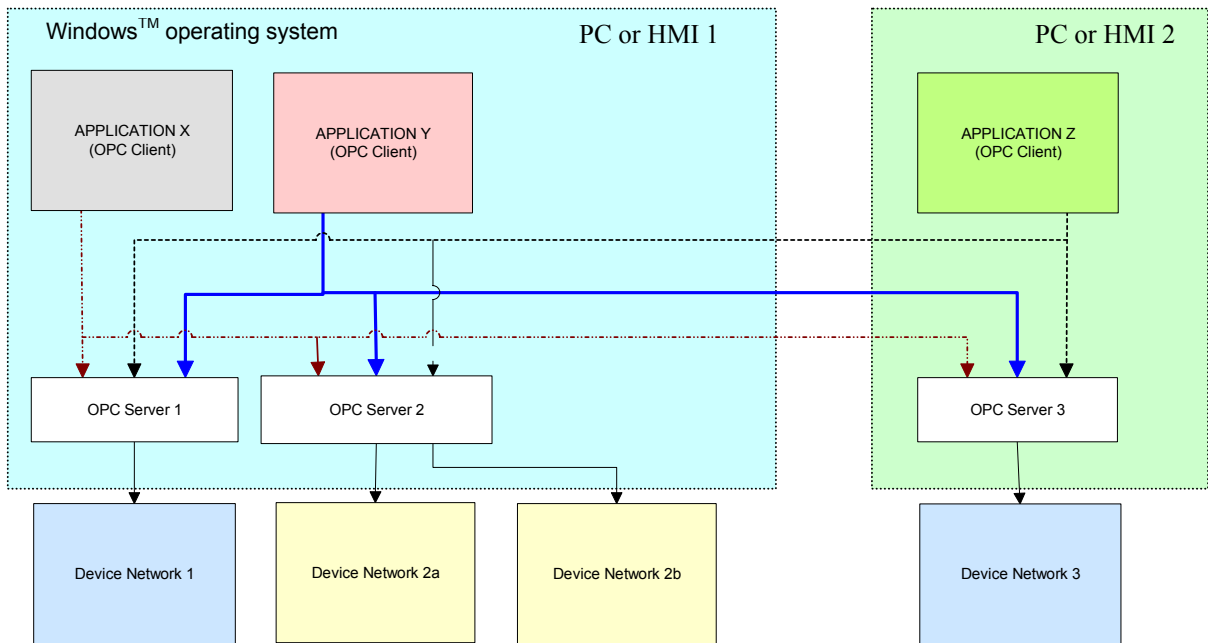 Windows™ operating system
PC or HMI 1
PC or HMI 2
APPLICATION X
(OPC Client)
APPLICATION Y
(OPC Client)
APPLICATION Z
(OPC Client)
OPC Server 1
OPC Server 2
OPC Server 3
Device Network 1
Device Network 2a
Device Network 2b
Device Network 3